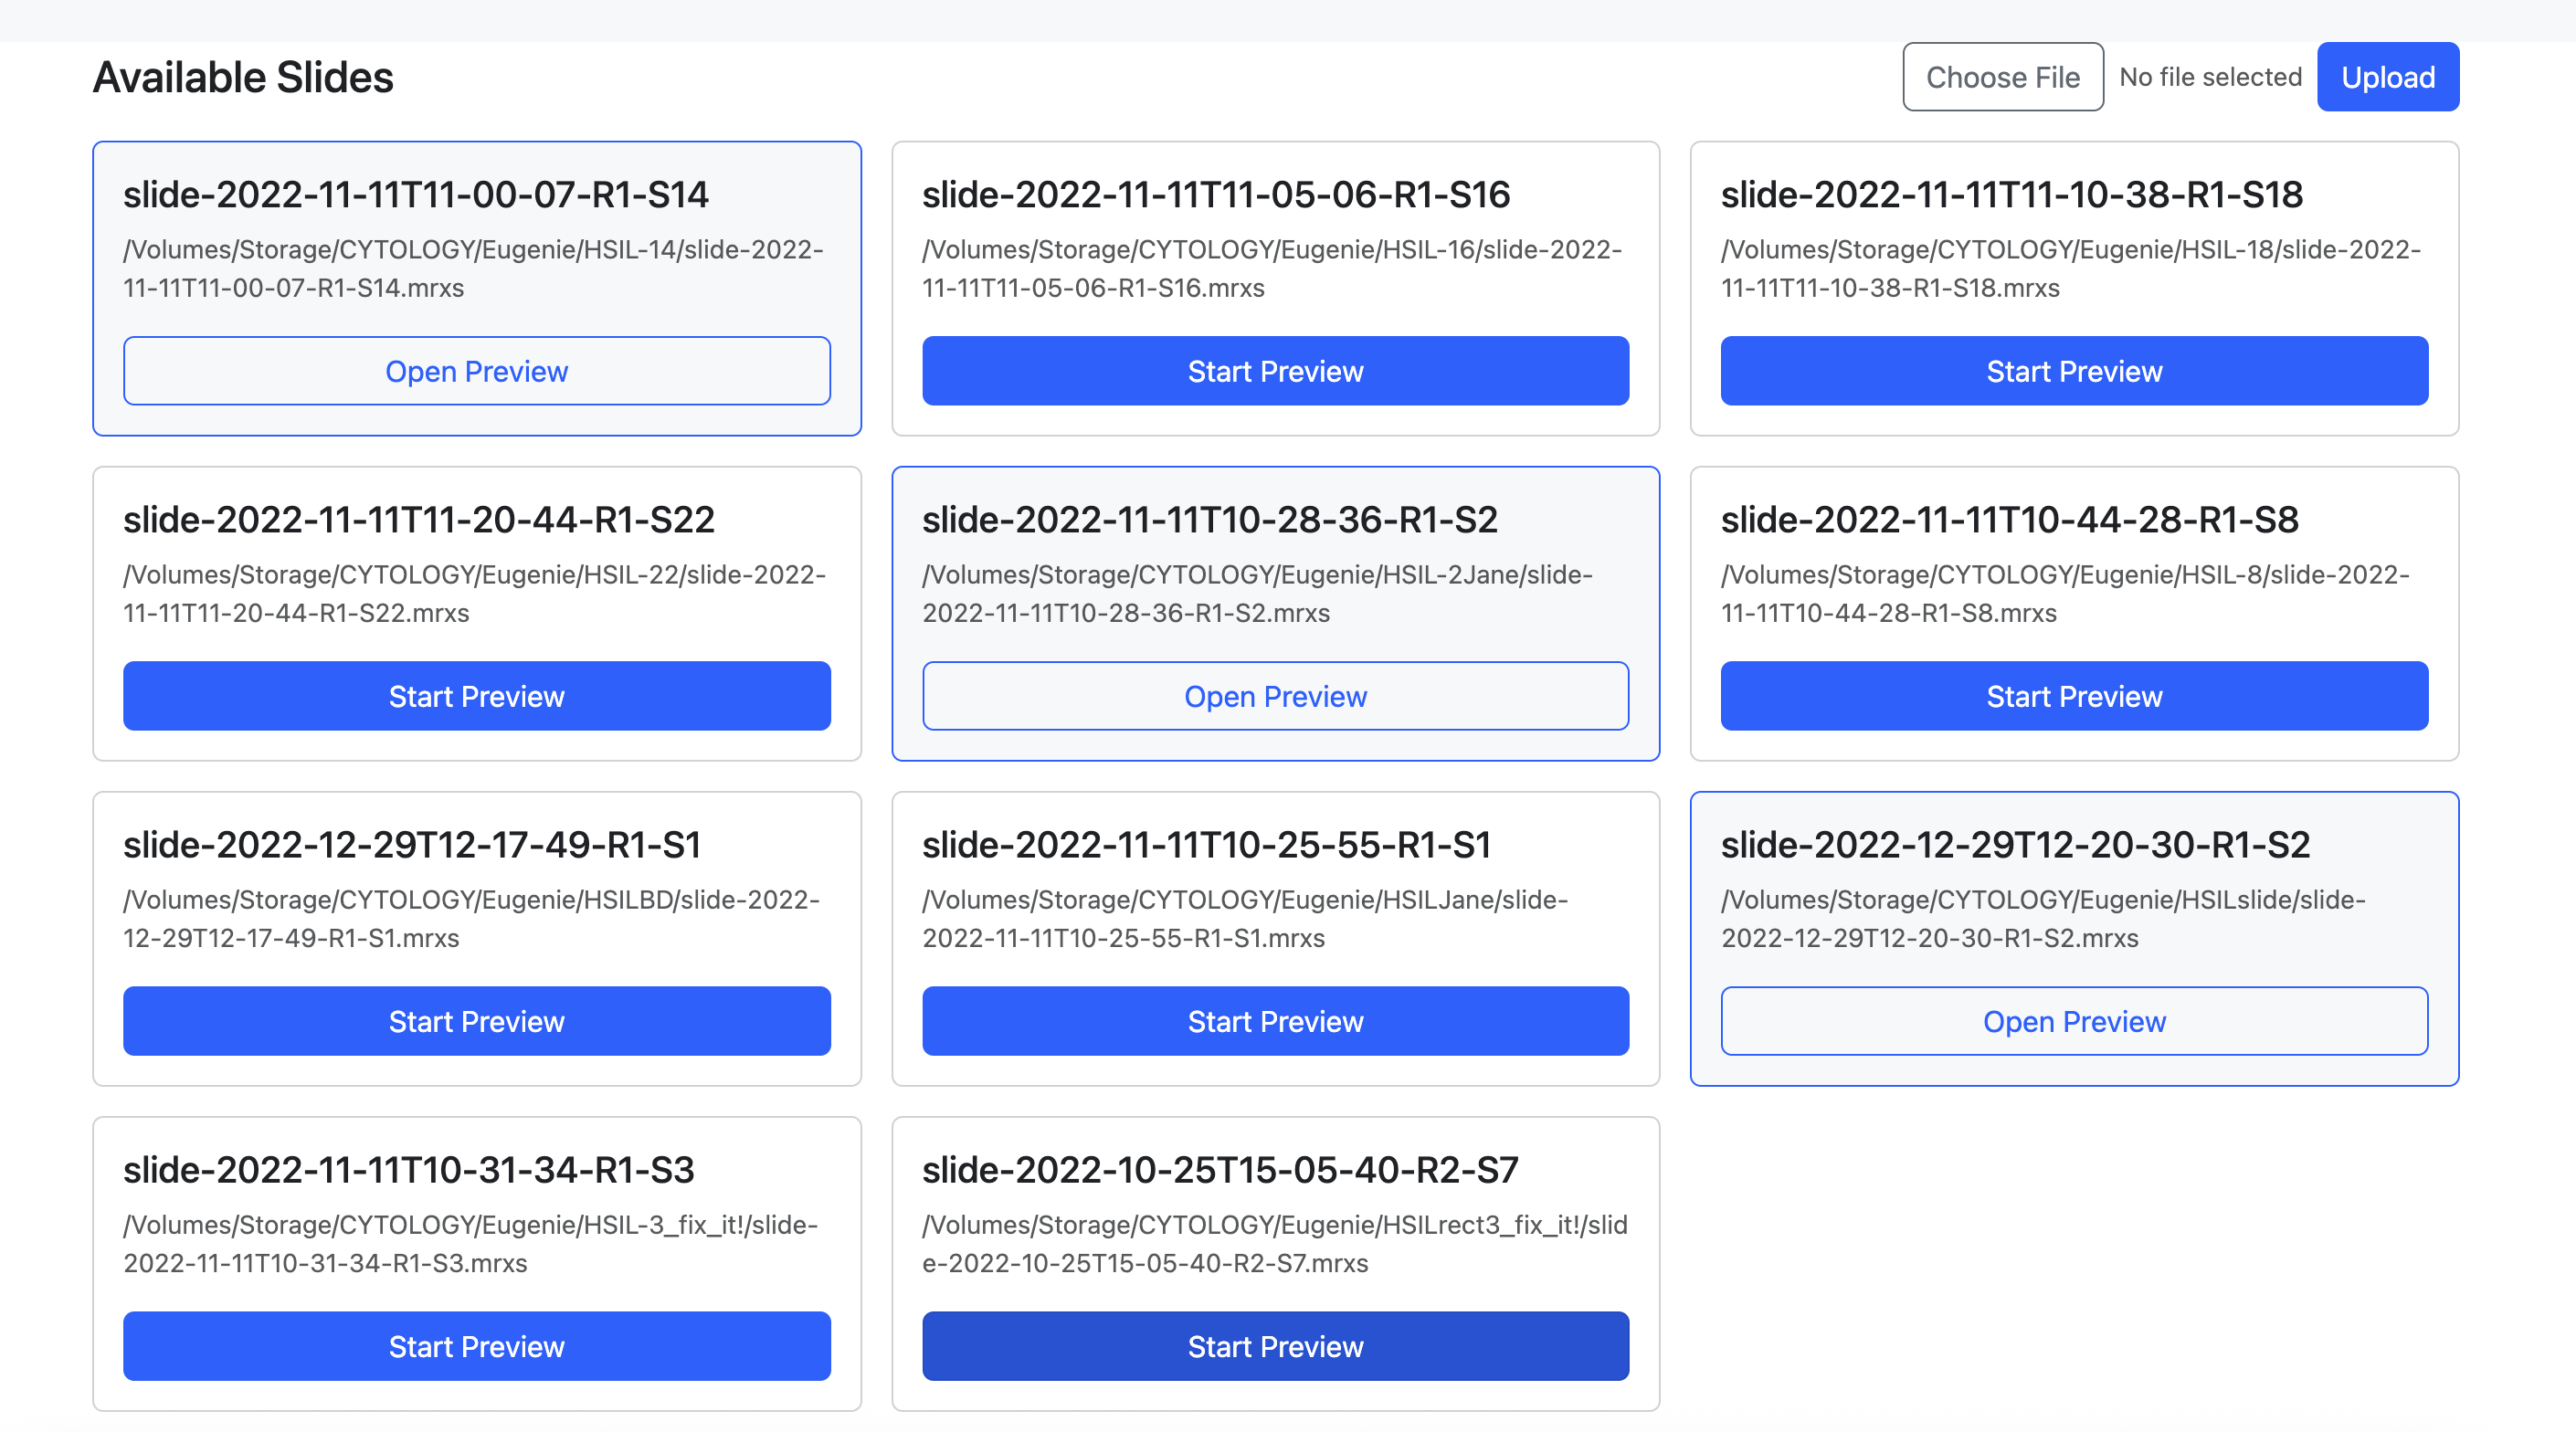 Available Slides
Choose File No file selected Upload
slide-2022-11-11T11-00-07-R1-S14
/Volumes/Storage/CYTOLOGY/Eugenie/HSIL-14/slide-2022-
11-11T11-00-07-R1-S14.mrxs
Open Preview
slide-2022-11-11T11-05-06-R1-S16
/Volumes/Storage/CYTOLOGY/Eugenie/HSIL-16/slide-2022-
11-11T11-05-06-R1-S16.mrxs
Start Preview
slide-2022-11-11T11-10-38-R1-S18
/Volumes/Storage/CYTOLOGY/Eugenie/HSIL-18/slide-2022-
11-11T11-10-38-R1-S18.mrxs
Start Preview
slide-2022-11-11T11-20-44-R1-S22
/Volumes/Storage/CYTOLOGY/Eugenie/HSIL-22/slide-2022-
11-11T11-20-44-R1-S22.mrxs
Start Preview
slide-2022-11-11T10-28-36-R1-S2
/Volumes/Storage/CYTOLOGY/Eugenie/HSIL-2Jane/slide-
2022-11-11T10-28-36-R1-S2.mrxs
Open Preview
slide-2022-11-11T10-44-28-R1-S8
/Volumes/Storage/CYTOLOGY/Eugenie/HSIL-8/slide-2022-
11-11T10-44-28-R1-S8.mrxs
Start Preview
slide-2022-12-29T12-17-49-R1-S1
/Volumes/Storage/CYTOLOGY/Eugenie/HSILBD/slide-2022-
12-29T12-17-49-R1-S1.mrxs
Start Preview
slide-2022-11-11T10-25-55-R1-S1
/Volumes/Storage/CYTOLOGY/Eugenie/HSILJane/slide-
2022-11-11T10-25-55-R1-S1.mrxs
Start Preview
slide-2022-12-29T12-20-30-R1-S2
/Volumes/Storage/CYTOLOGY/Eugenie/HSILslide/slide-
2022-12-29T12-20-30-R1-S2.mrxs
Open Preview
slide-2022-11-11T10-31-34-R1-S3
/Volumes/Storage/CYTOLOGY/Eugenie/HSIL-3_fix_it!/slide-
2022-11-11T10-31-34-R1-S3.mrxs
Start Preview
slide-2022-10-25T15-05-40-R2-S7
/Volumes/Storage/CYTOLOGY/Eugenie/HSILrect3_fix_it!/slid
e-2022-10-25T15-05-40-R2-S7.mrxs
Start Preview